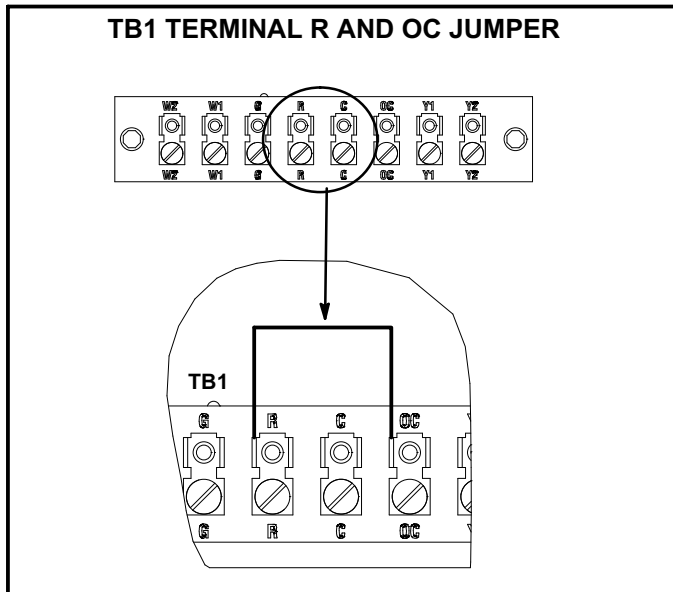 TB1 TERMINAL R AND OC JUMPER
W2 W1 G R C OC Y1 Y2
W2 W1 G R C OC Y1 Y2
TB1
G R C OC
G R C OC